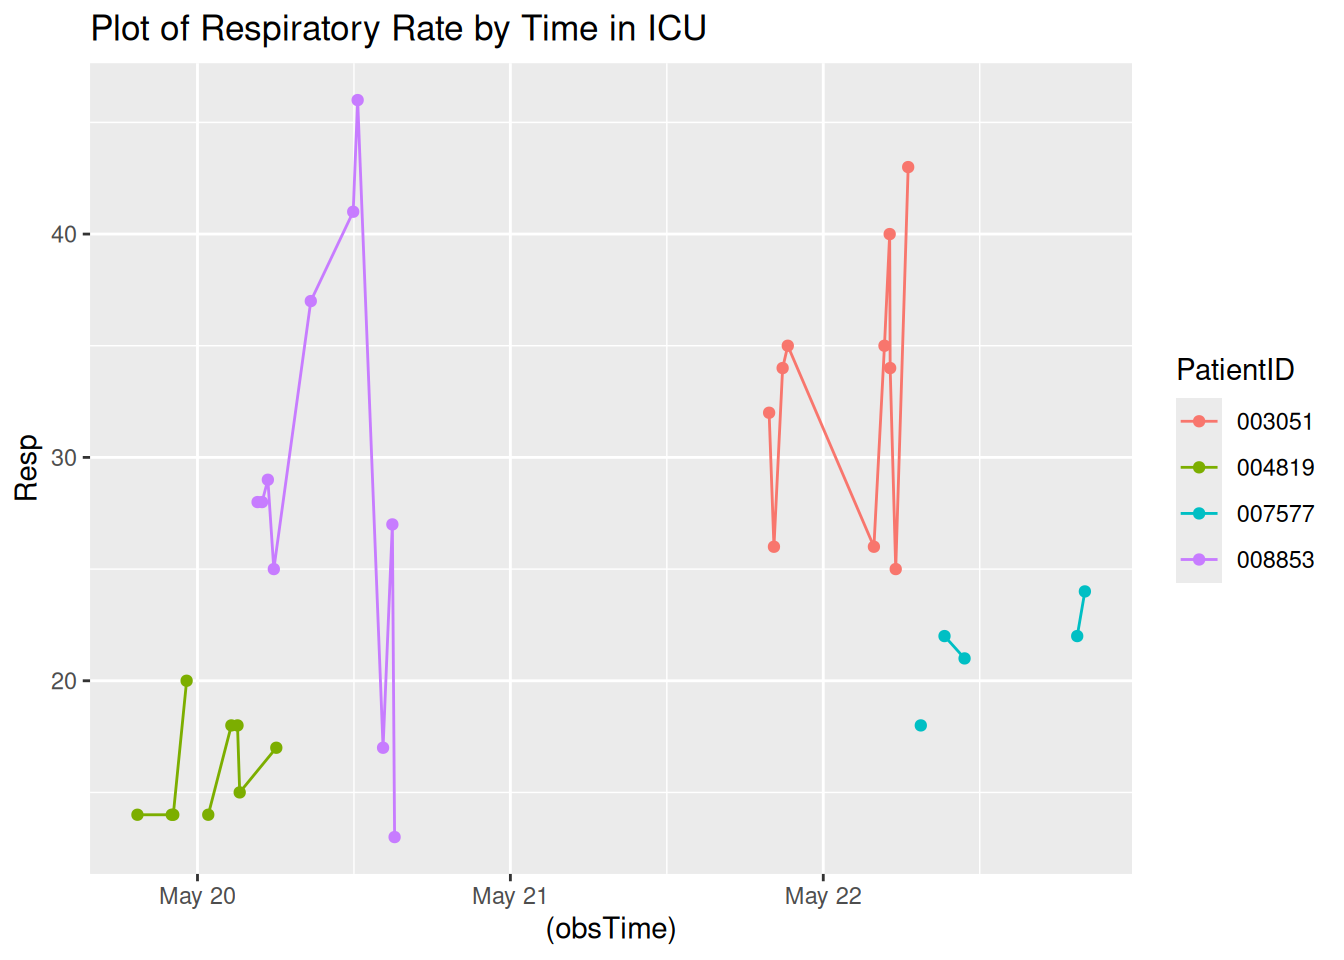 Plot of Respiratory Rate by Time in ICU
Resp
40
30
20
May 20
May 21
May 22
(obsTime)
PatientID
003051
004819
007577
008853